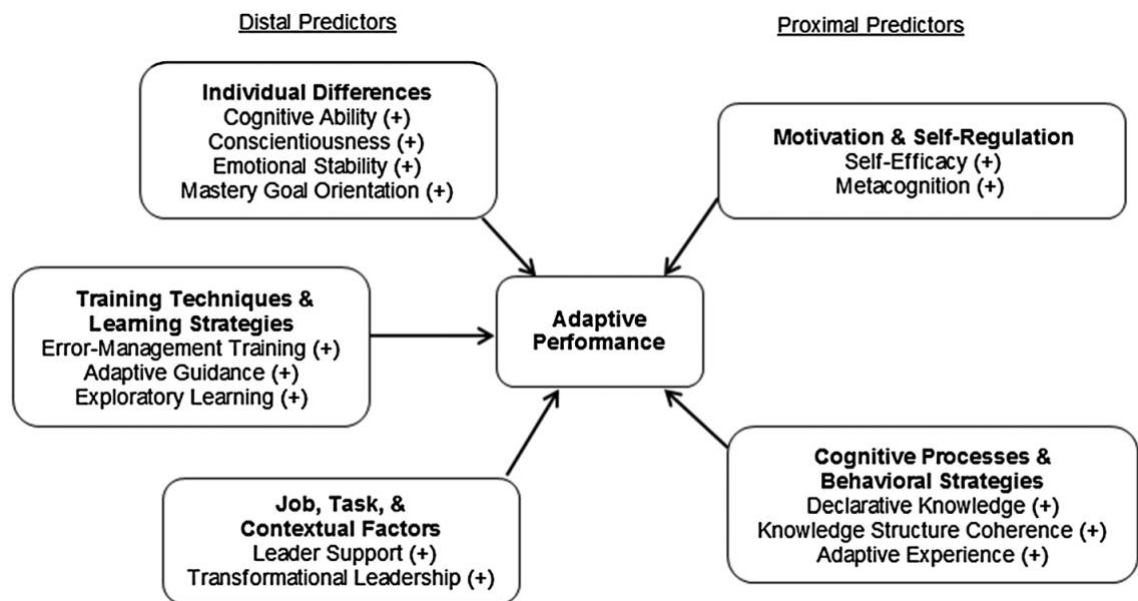 Distal Predictors
Proximal Predictors
Individual Differences
Cognitive Ability (+)
Conscientiousness (+)
Emotional Stability (+)
Mastery Goal Orientation (+)
Motivation & Self-Regulation
Self-Efficacy (+)
Metacognition (+)
Training Techniques &
Learning Strategies
Error-Management Training (+)
Adaptive Guidance (+)
Exploratory Learning (+)
Adaptive
Performance
Job, Task, &
Contextual Factors
Leader Support (+)
Transformational Leadership (+)
Cognitive Processes &
Behavioral Strategies
Declarative Knowledge (+)
Knowledge Structure Coherence (+)
Adaptive Experience (+)